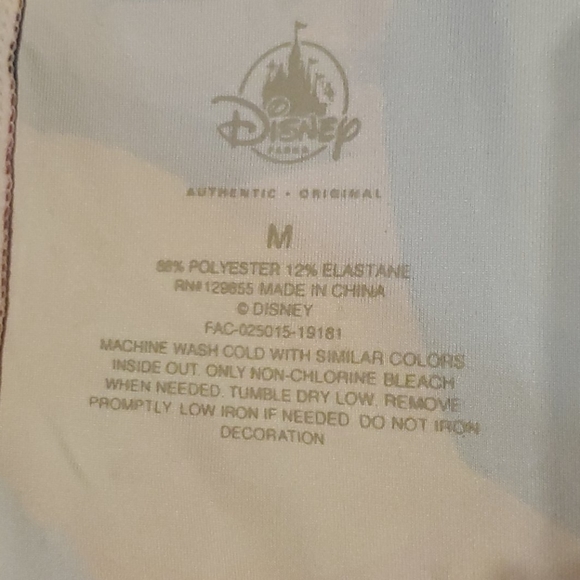 Disney
PARKS
AUTHENTIC • ORIGINAL
M
88% POLYESTER 12% ELASTANE
RN# 129855 MADE IN CHINA
© DISNEY
FAC-025015-19181
MACHINE WASH COLD WITH SIMILAR COLORS
INSIDE OUT. ONLY NON-CHLORINE BLEACH
WHEN NEEDED. TUMBLE DRY LOW. REMOVE
PROMPTLY LOW IRON IF NEEDED DO NOT IRON
DECORATION